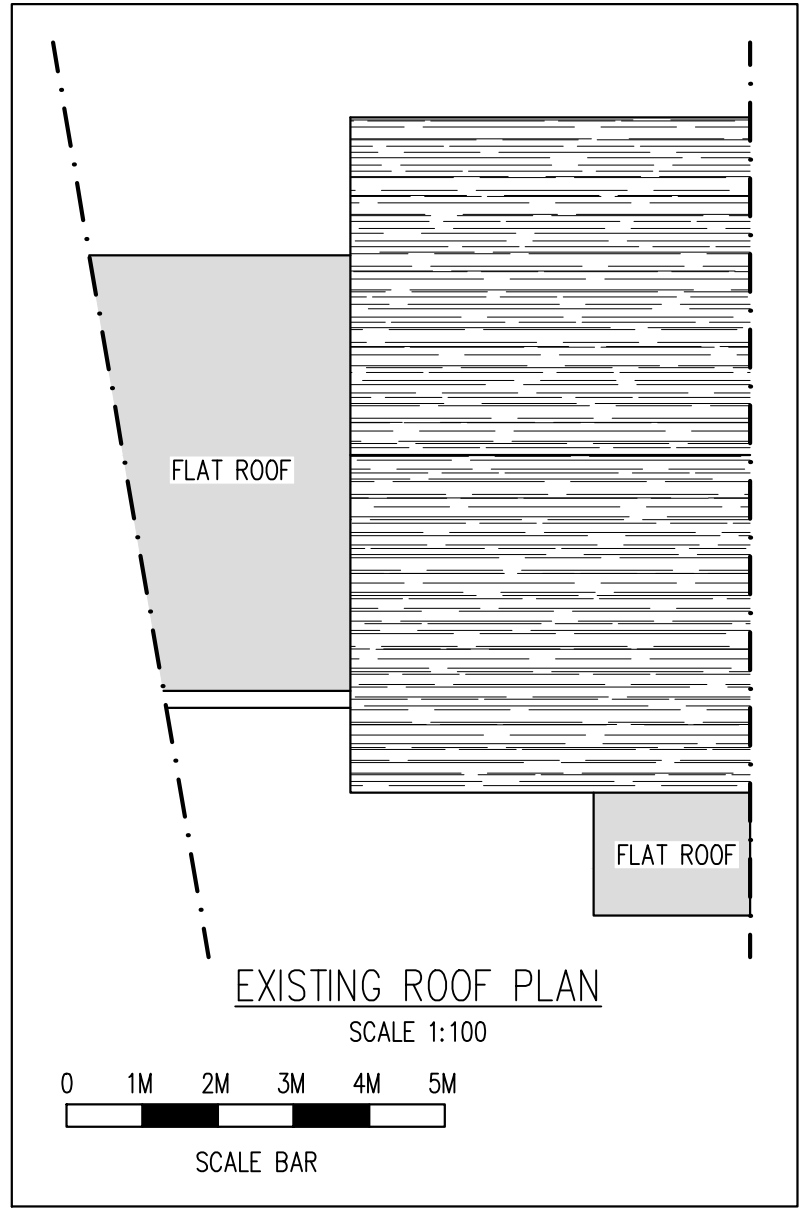 FLAT ROOF
FLAT ROOF
EXISTING ROOF PLAN
SCALE 1:100
0 1M 2M 3M 4M 5M
SCALE BAR